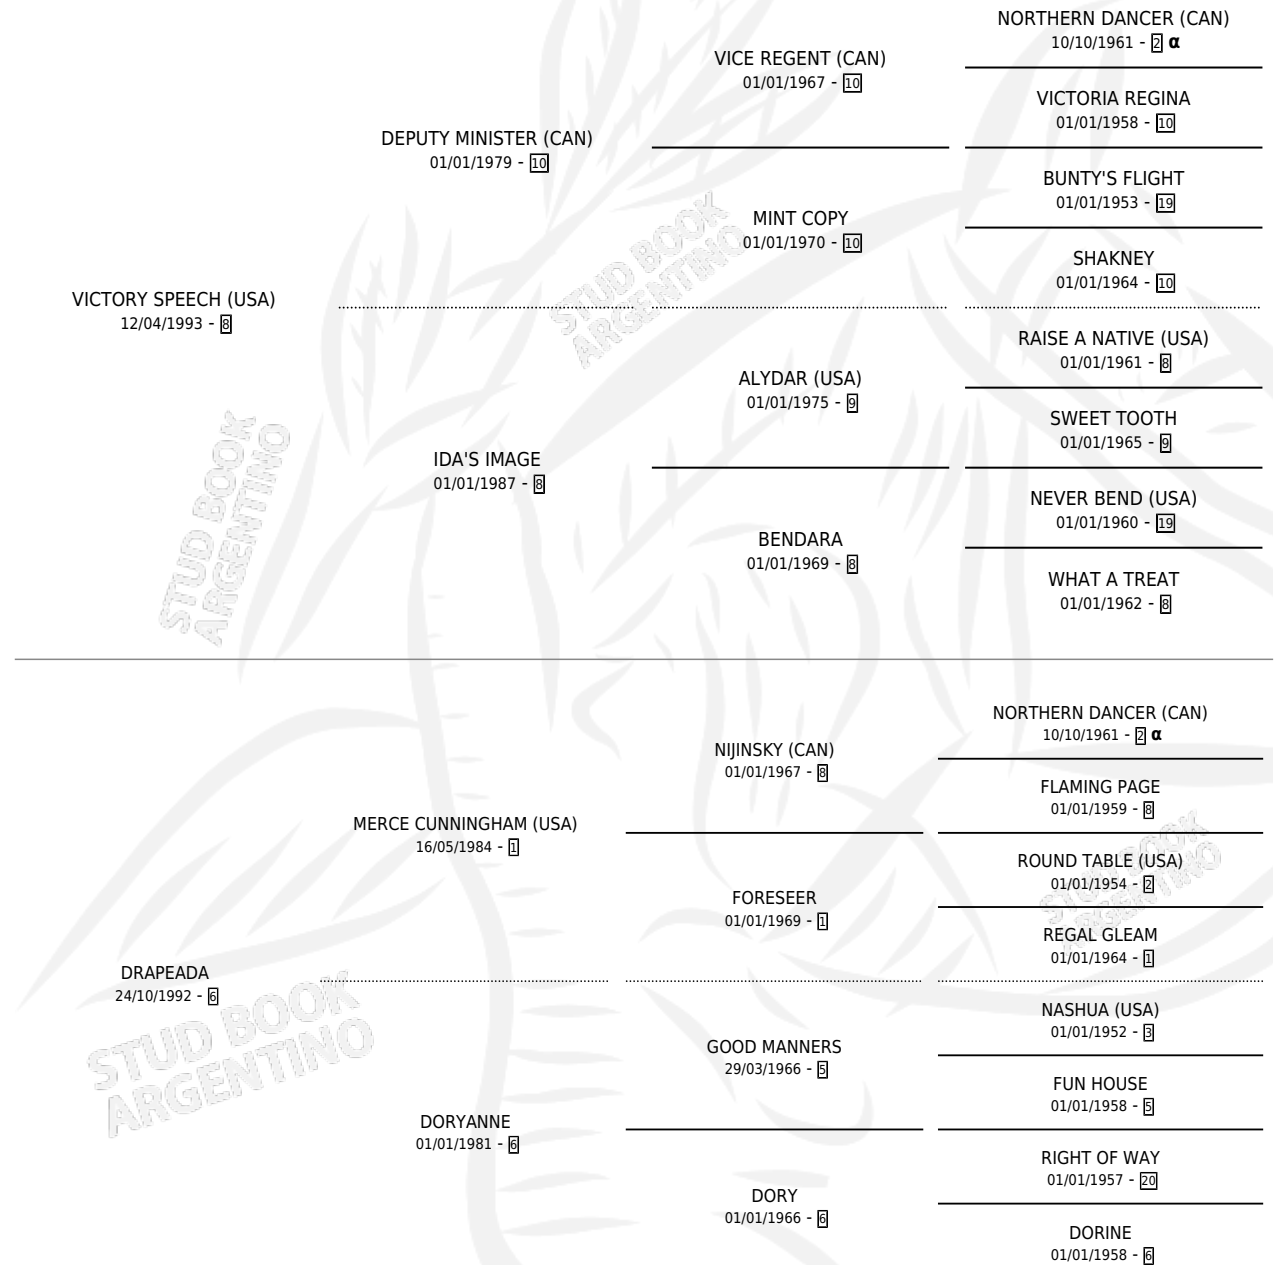 NORTHERN DANCER (CAN)
10/10/1961 - 2 α
VICE REGENT (CAN)
01/01/1967 - 10
VICTORIA REGINA
01/01/1958 - 10
DEPUTY MINISTER (CAN)
01/01/1979 - 10
BUNTY'S FLIGHT
01/01/1953 - 19
MINT COPY
01/01/1970 - 10
SHAKNEY
01/01/1964 - 10
VICTORY SPEECH (USA)
12/04/1993 - 8
RAISE A NATIVE (USA)
01/01/1961 - 8
ALYDAR (USA)
01/01/1975 - 9
SWEET TOOTH
01/01/1965 - 9
IDA'S IMAGE
01/01/1987 - 8
NEVER BEND (USA)
01/01/1960 - 19
BENDARA
01/01/1969 - 8
WHAT A TREAT
01/01/1962 - 8
STUD BOOK
ARGENTINO
STUD BOOK
ARGENTINO
NORTHERN DANCER (CAN)
10/10/1961 - 2 α
NIJINSKY (CAN)
01/01/1967 - 8
FLAMING PAGE
01/01/1959 - 8
MERCE CUNNINGHAM (USA)
16/05/1984 - 1
ROUND TABLE (USA)
01/01/1954 - 2
FORESEER
01/01/1969 - 1
REGAL GLEAM
01/01/1964 - 1
DRAPEADA
24/10/1992 - 6
NASHUA (USA)
01/01/1952 - 3
GOOD MANNERS
29/03/1966 - 5
FUN HOUSE
01/01/1958 - 5
DORYANNE
01/01/1981 - 6
RIGHT OF WAY
01/01/1957 - 20
DORY
01/01/1966 - 6
DORINE
01/01/1958 - 6
STUD BOOK
ARGENTINO
STUD BOOK
ARGENTINO